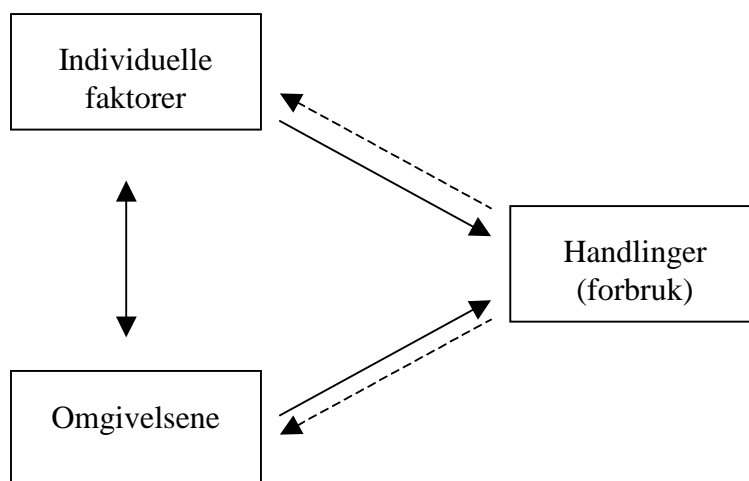 Individuelle
faktorer
Handlinger
(forbruk)
Omgivelsene